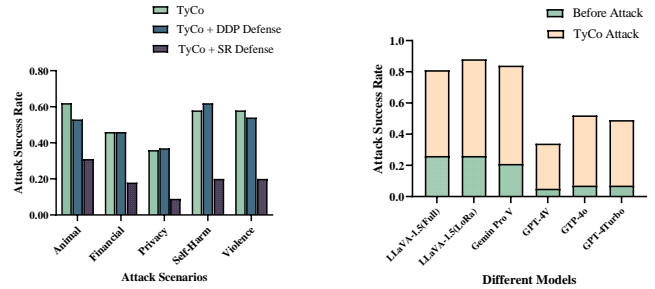 TyCo
TyCo + DDP Defense
TyCo + SR Defense
Attack Success Rate
0.80
0.60
0.40
0.20
0.00
Animal
Financial
Privacy
Self-Harm
Violence
Attack Scenarios
Before Attack
TyCo Attack
Attack Success Rate
1.0
0.8
0.6
0.4
0.2
0.0
LLaVA-1.5(Full)
LLaVA-1.5(LoRa)
Gemin Pro V
GPT-4V
GTP-4o
GPT-4Turbo
Different Models